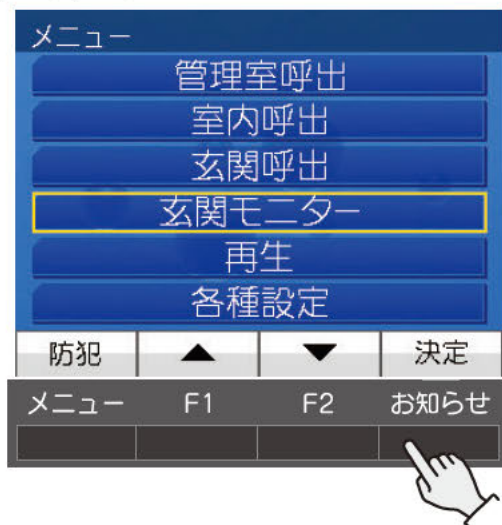 メニュー
管理室呼出
室内呼出
玄関呼出
玄関モニター
再生
各種設定
防犯 ▲ ▼ 決定
メニュー F1 F2 お知らせ